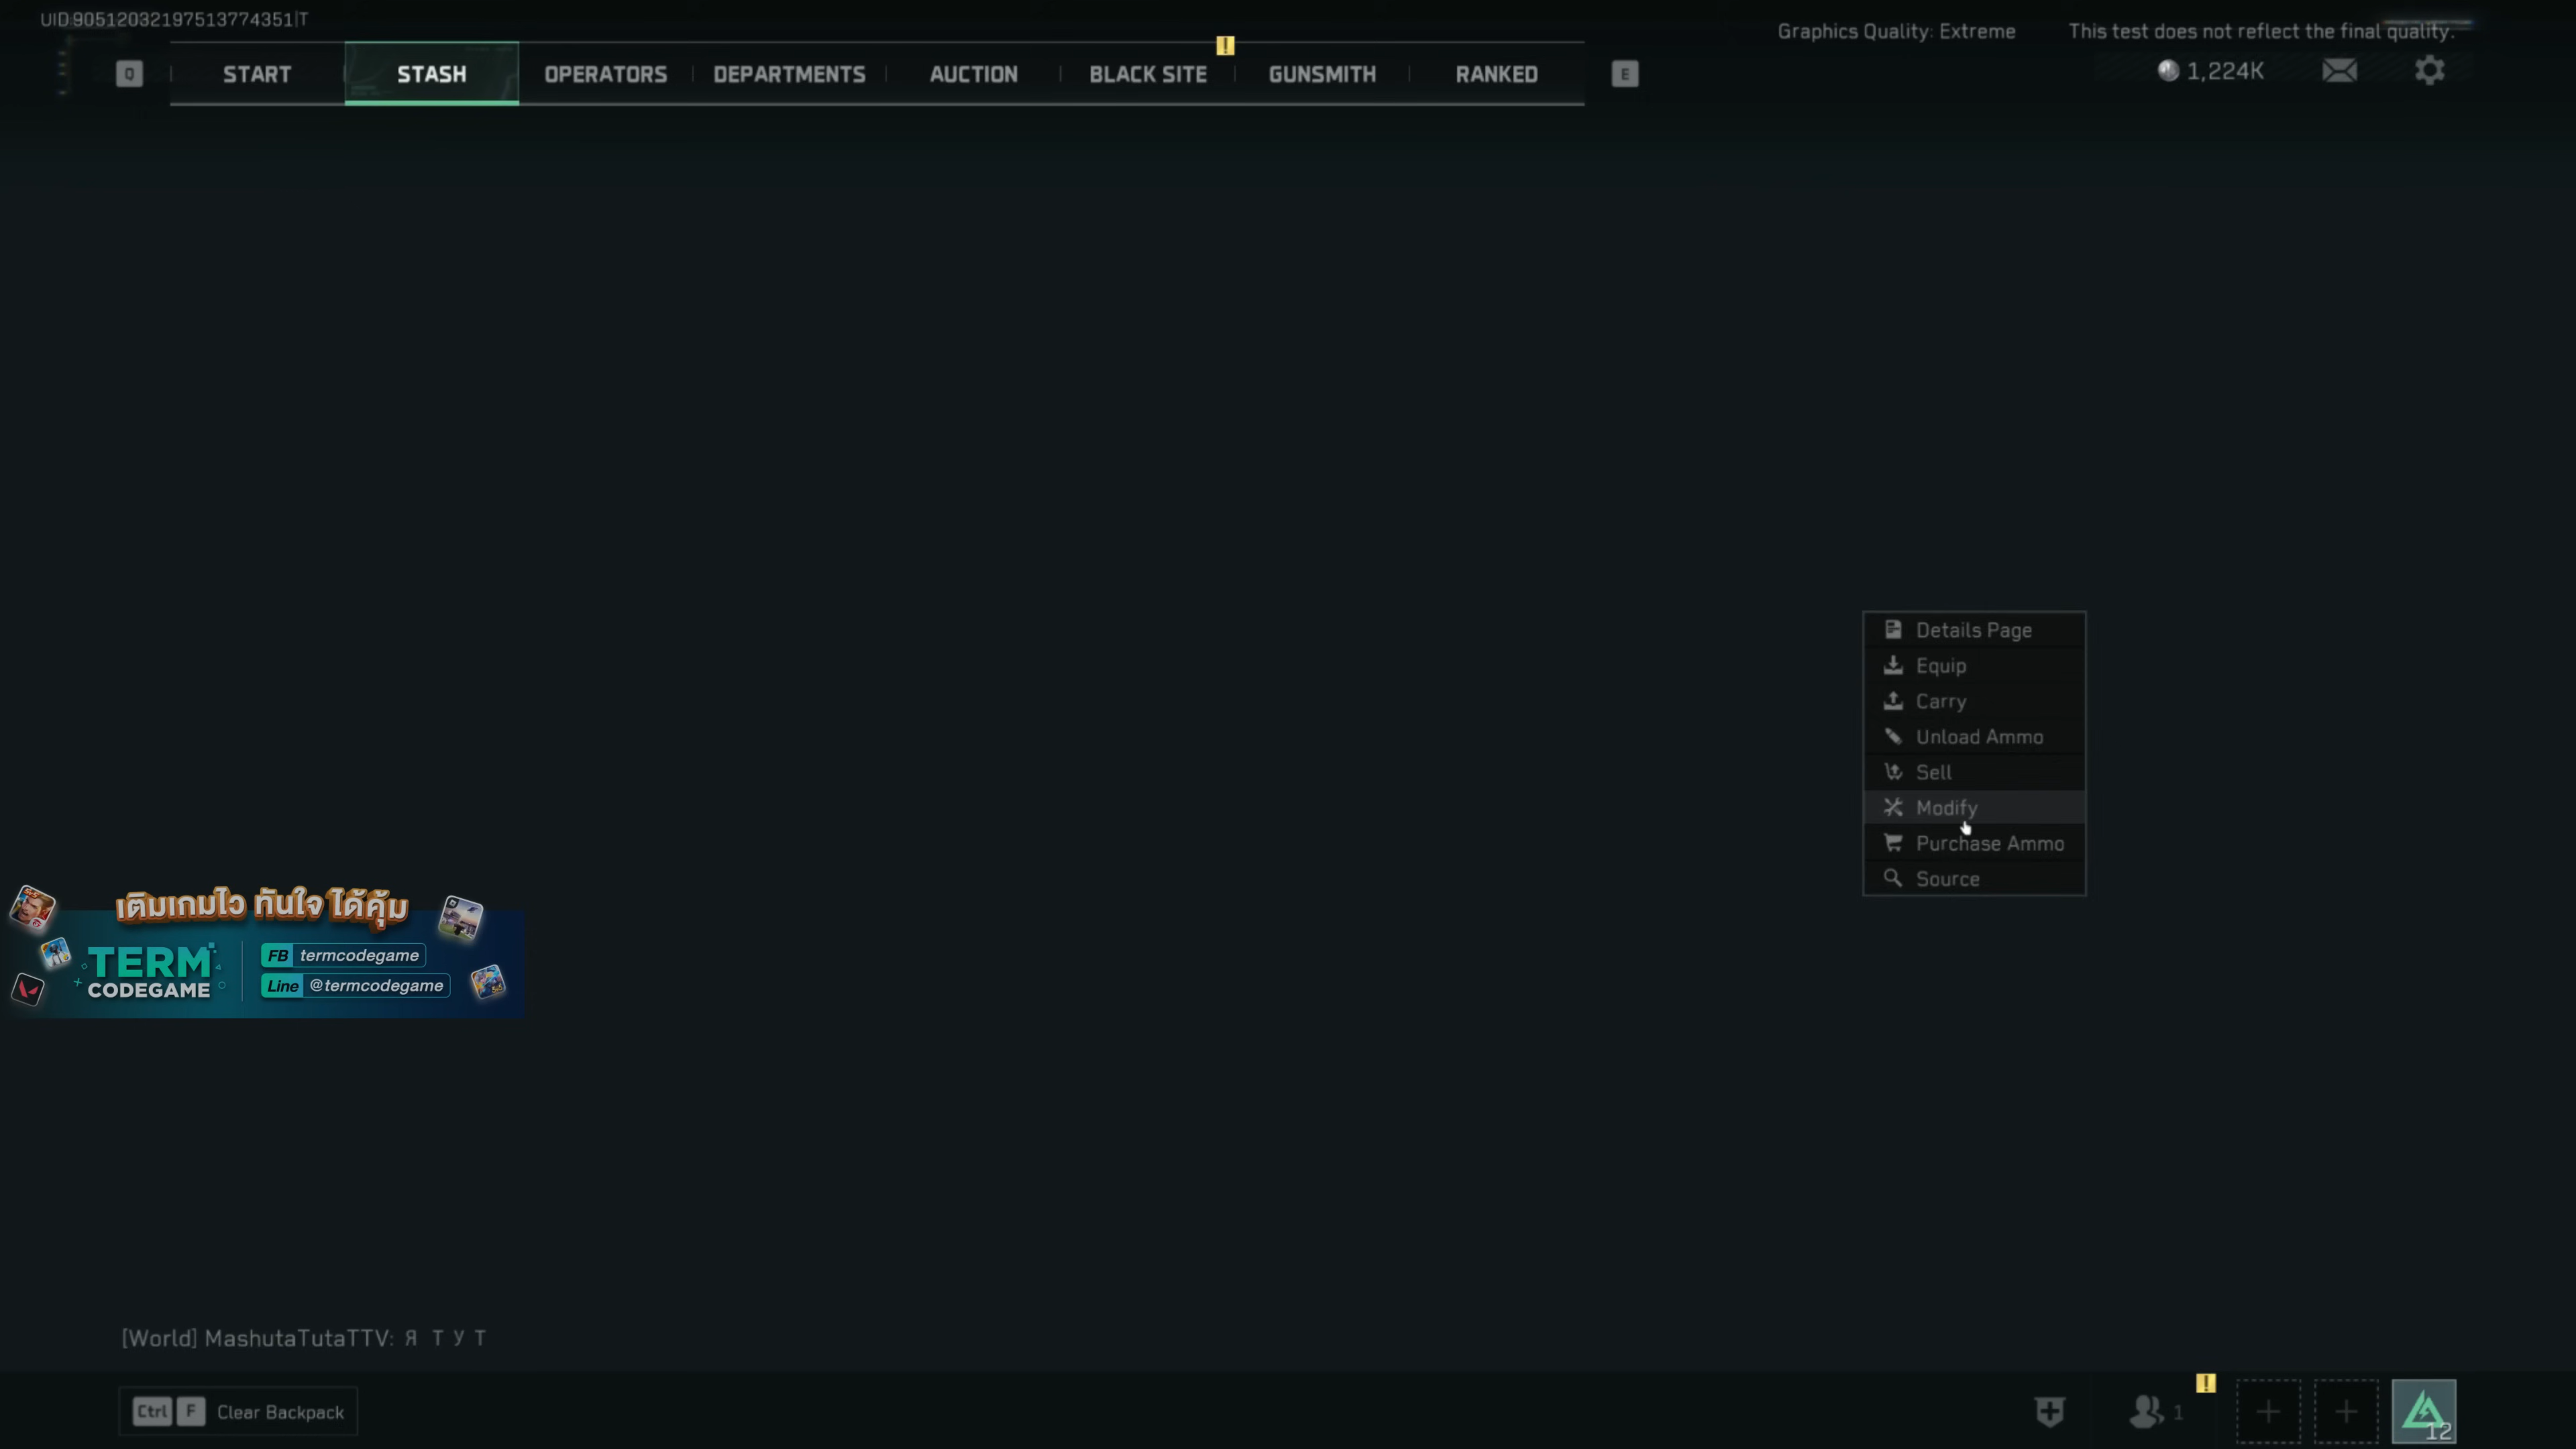 UID:90512032197513774351|T
Graphics Quality: Extreme
This test does not reflect the final quality.
Q
START
STASH
OPERATORS
DEPARTMENTS
AUCTION
!
BLACK SITE
GUNSMITH
RANKED
E
1,224K
Details Page
Equip
Carry
Unload Ammo
Sell
Modify
Purchase Ammo
Source
เติมเกมไว ทันใจ ได้คุ้ม
TERM
CODEGAME
FB termcodegame
Line @termcodegame
[World] MashutaTutaTTV: Я Т У Т
Ctrl F Clear Backpack
!
1
12